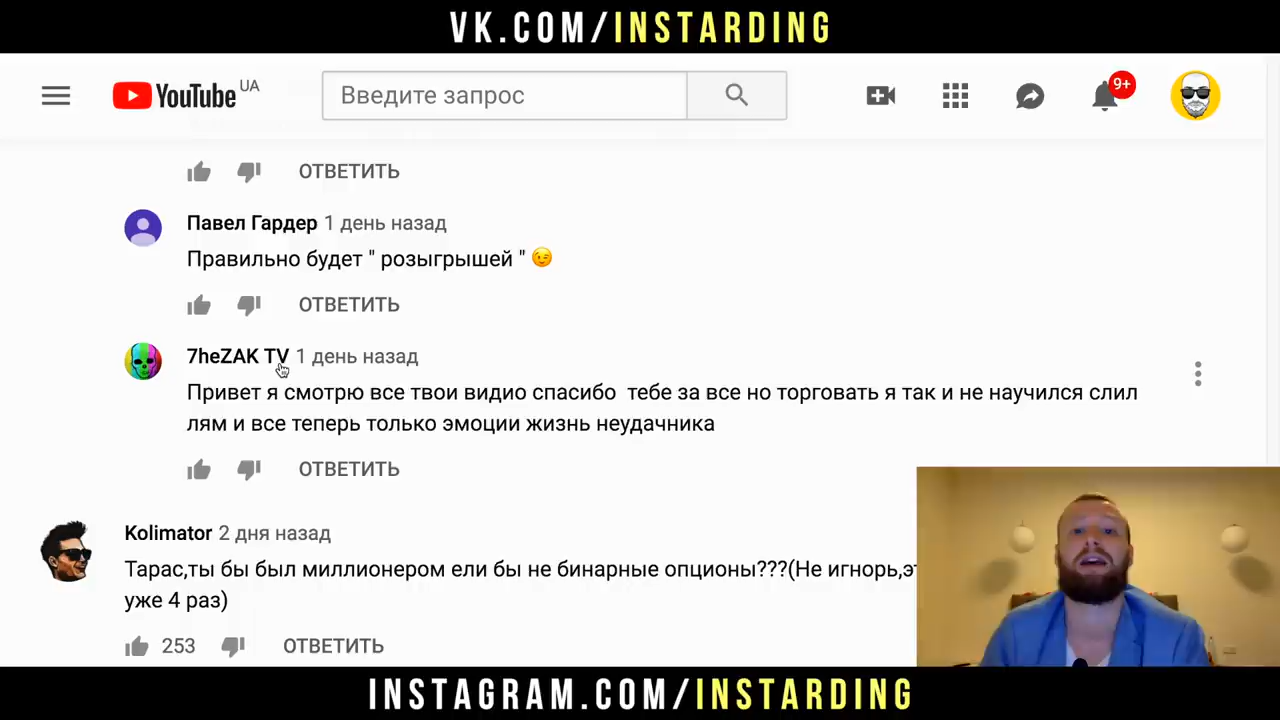 VK.COM/INSTARDING
YouTube UA
Введите запрос
9+
ОТВЕТИТЬ
Павел Гардер 1 день назад
Правильно будет " розыгрышей " 😉
ОТВЕТИТЬ
7heZAK TV 1 день назад
Привет я смотрю все твои видио спасибо тебе за все но торговать я так и не научился слил
лям и все теперь только эмоции жизнь неудачника
ОТВЕТИТЬ
Kolimator 2 дня назад
Тарас,ты бы был миллионером ели бы не бинарные опционы???(Не игнорь,эт
уже 4 раз)
253 ОТВЕТИТЬ
INSTAGRAM.COM/INSTARDING